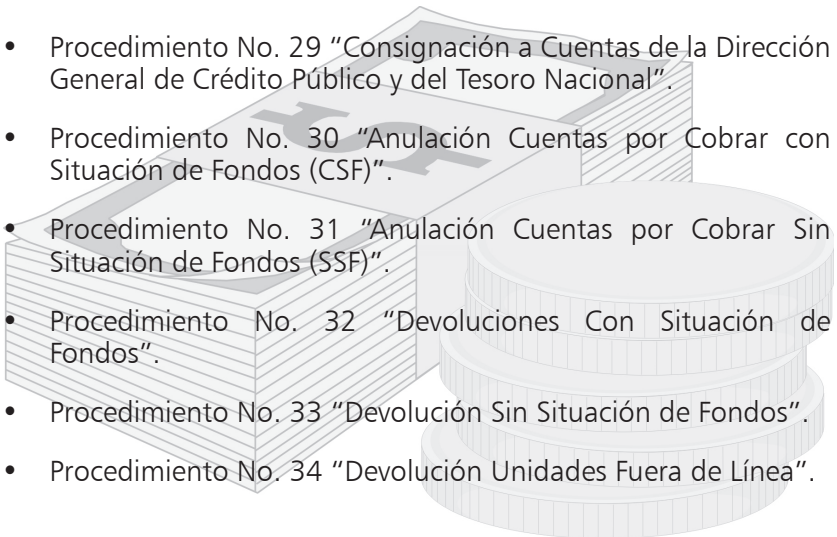 • Procedimiento No. 29 “Consignación a Cuentas de la Dirección
General de Crédito Público y del Tesoro Nacional”.
• Procedimiento No. 30 “Anulación Cuentas por Cobrar con
Situación de Fondos (CSF)”.
• Procedimiento No. 31 “Anulación Cuentas por Cobrar Sin
Situación de Fondos (SSF)”.
• Procedimiento No. 32 “Devoluciones Con Situación de
Fondos”.
• Procedimiento No. 33 “Devolución Sin Situación de Fondos”.
• Procedimiento No. 34 “Devolución Unidades Fuera de Línea”.